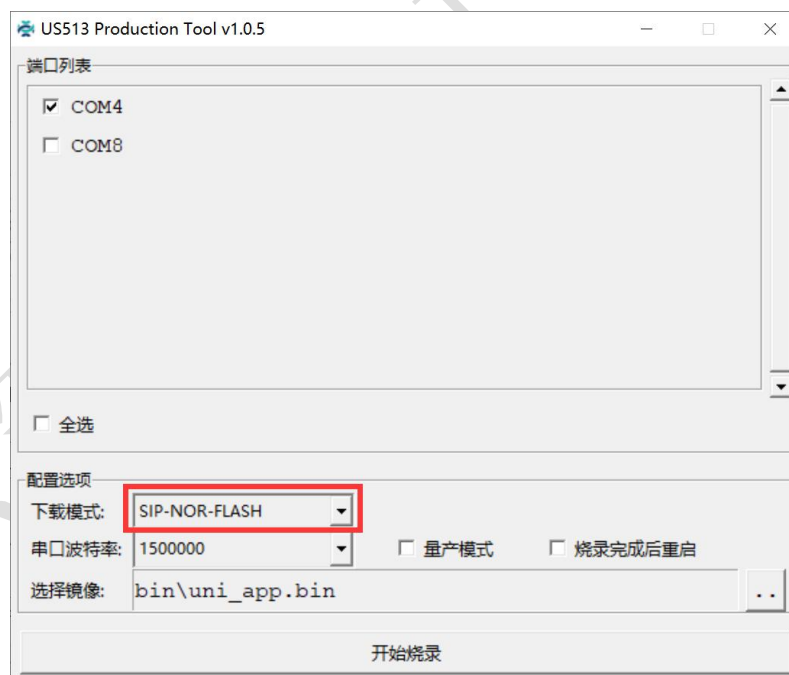 US513 Production Tool v1.0.5
端口列表
COM4
COM8
全选
配置选项
下载模式: SIP-NOR-FLASH
串口波特率: 1500000 量产模式 烧录完成后重启
选择镜像: bin\uni_app.bin ..
开始烧录